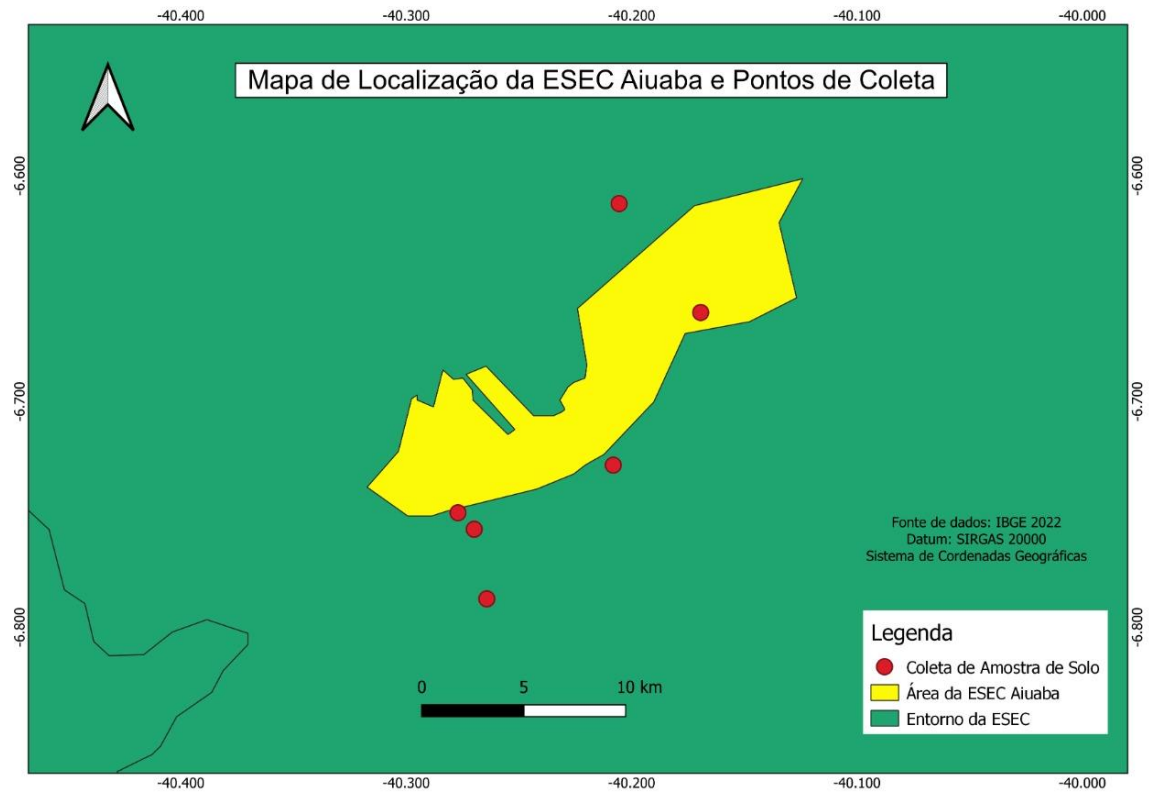 -40.400 -40.300 -40.200 -40.100 -40.000
Mapa de Localização da ESEC Aiuaba e Pontos de Coleta
-6.600 -6.600
-6.700 -6.700
Fonte de dados: IBGE 2022
Datum: SIRGAS 20000
Sistema de Cordenadas Geográficas
-6.800 -6.800
Legenda
Coleta de Amostra de Solo
Área da ESEC Aiuaba
Entorno da ESEC
0 5 10 km
-40.400 -40.300 -40.200 -40.100 -40.000